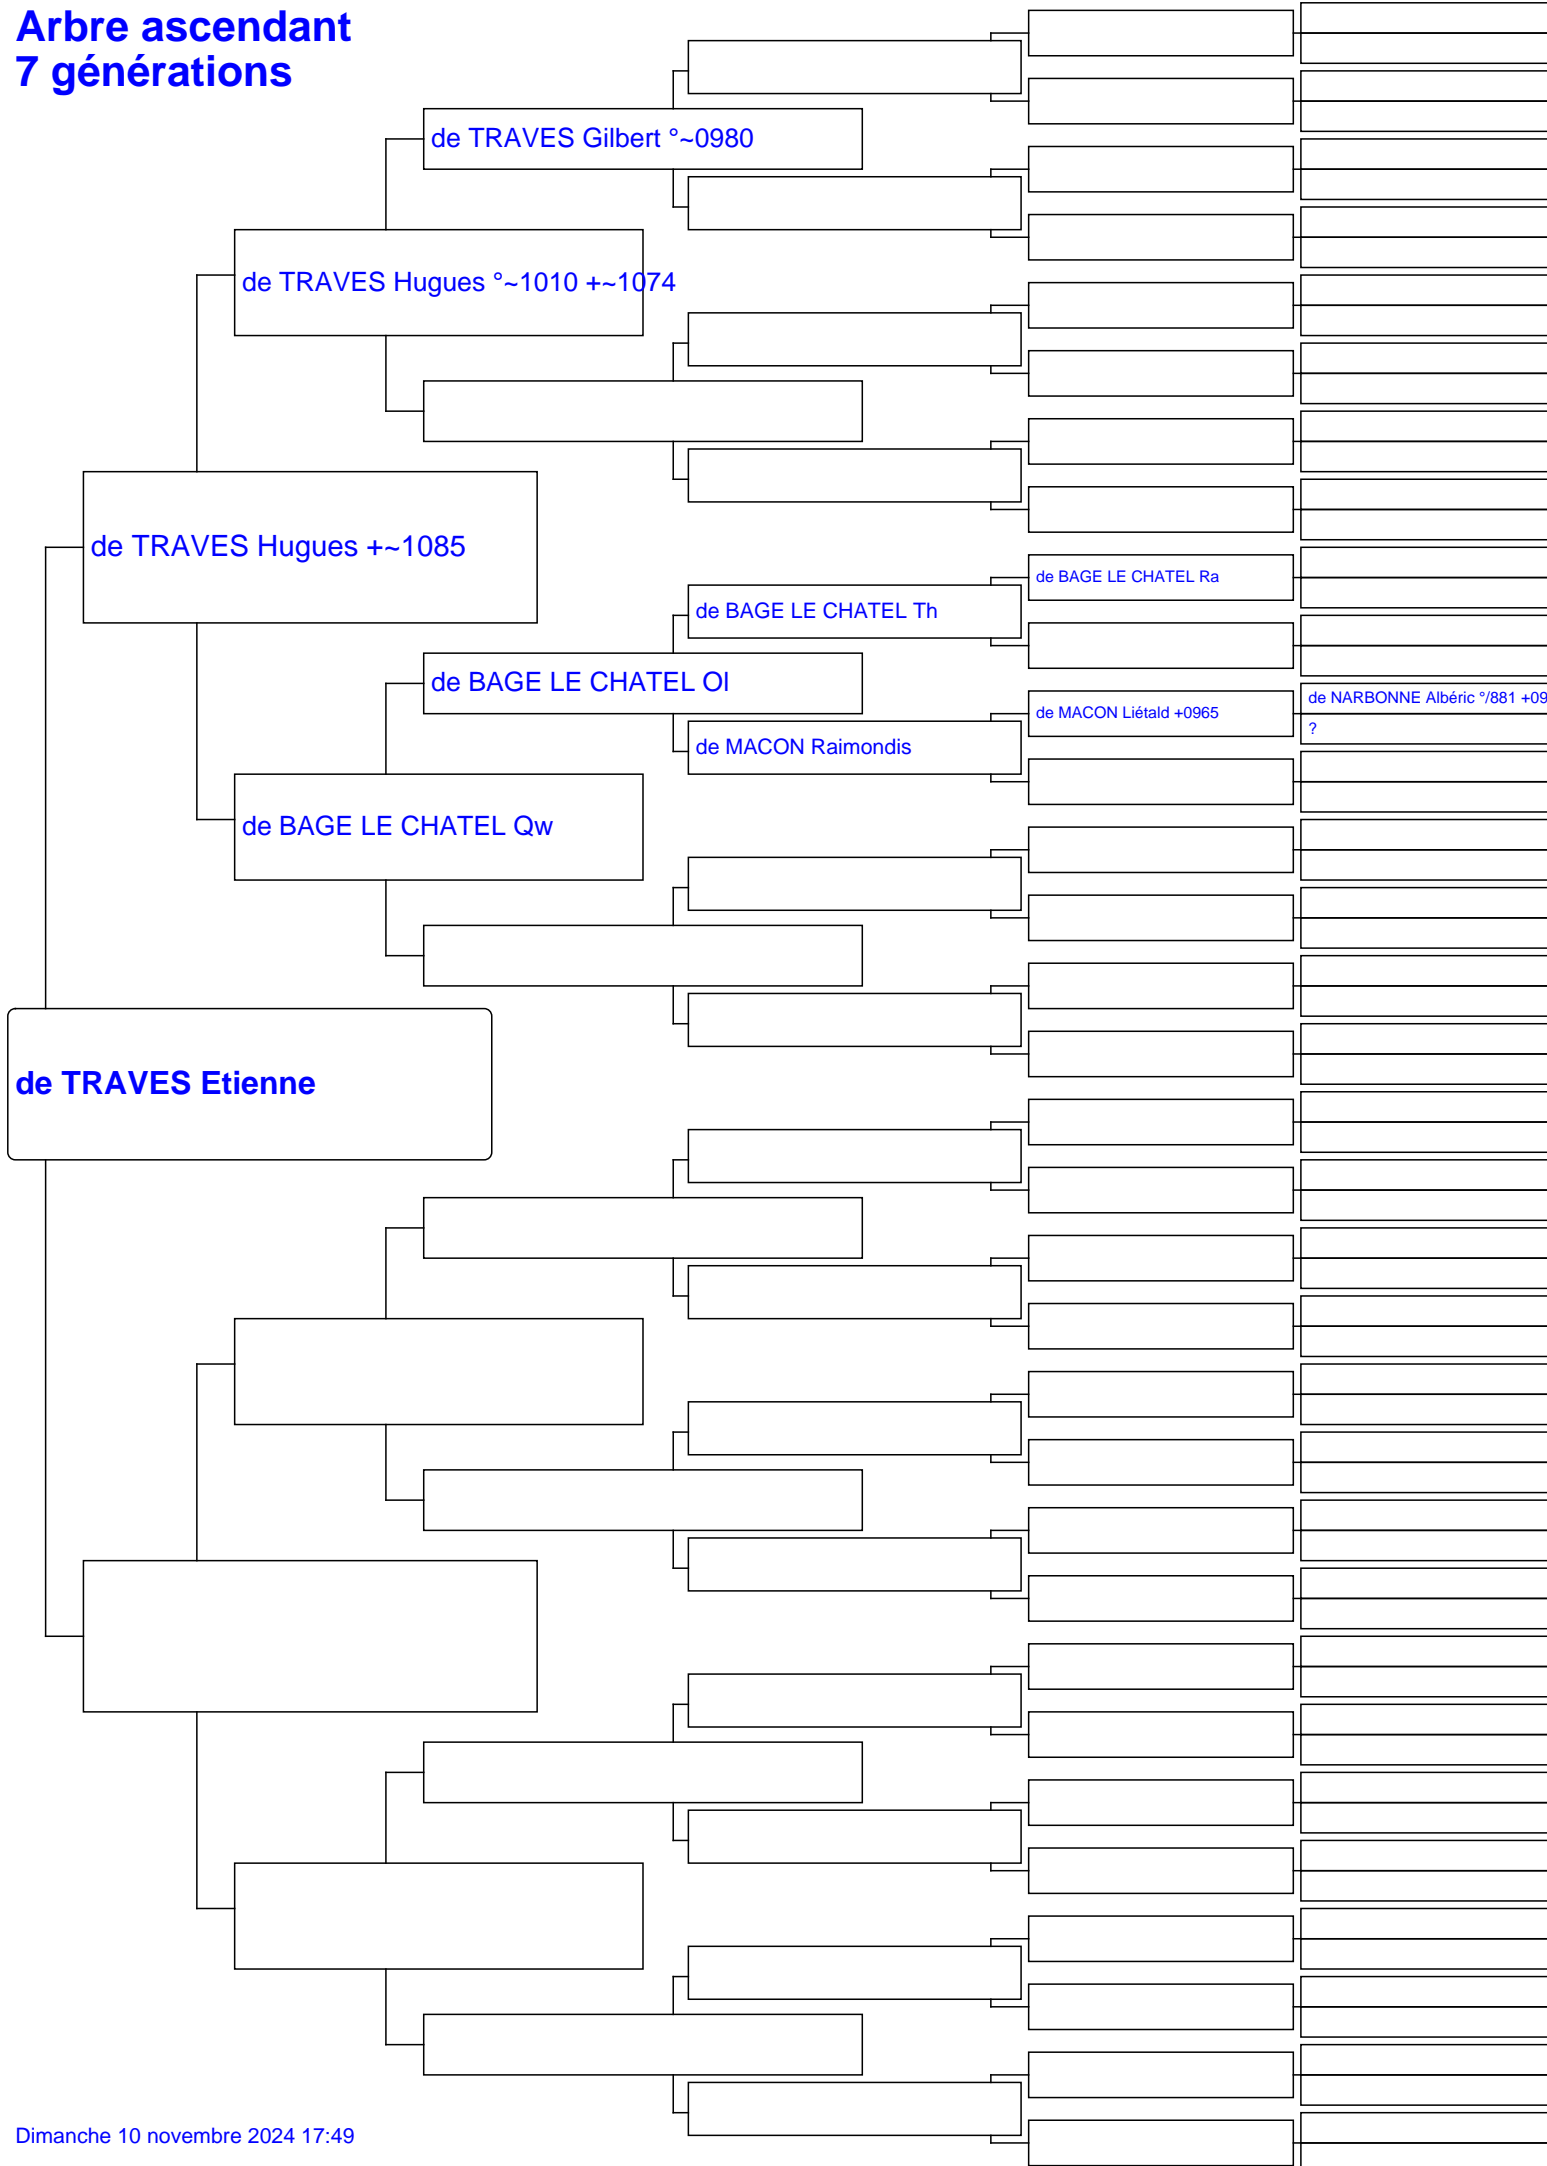 Arbre ascendant
7 générations
de TRAVES Gilbert °~0980
de TRAVES Hugues °~1010 +~1074
de TRAVES Hugues +~1085
de BAGE LE CHATEL Ra
de BAGE LE CHATEL Th
de BAGE LE CHATEL Ol
de NARBONNE Albéric °/881 +09
de MACON Liétald +0965
?
de MACON Raimondis
de BAGE LE CHATEL Qw
de TRAVES Etienne
Dimanche 10 novembre 2024 17:49